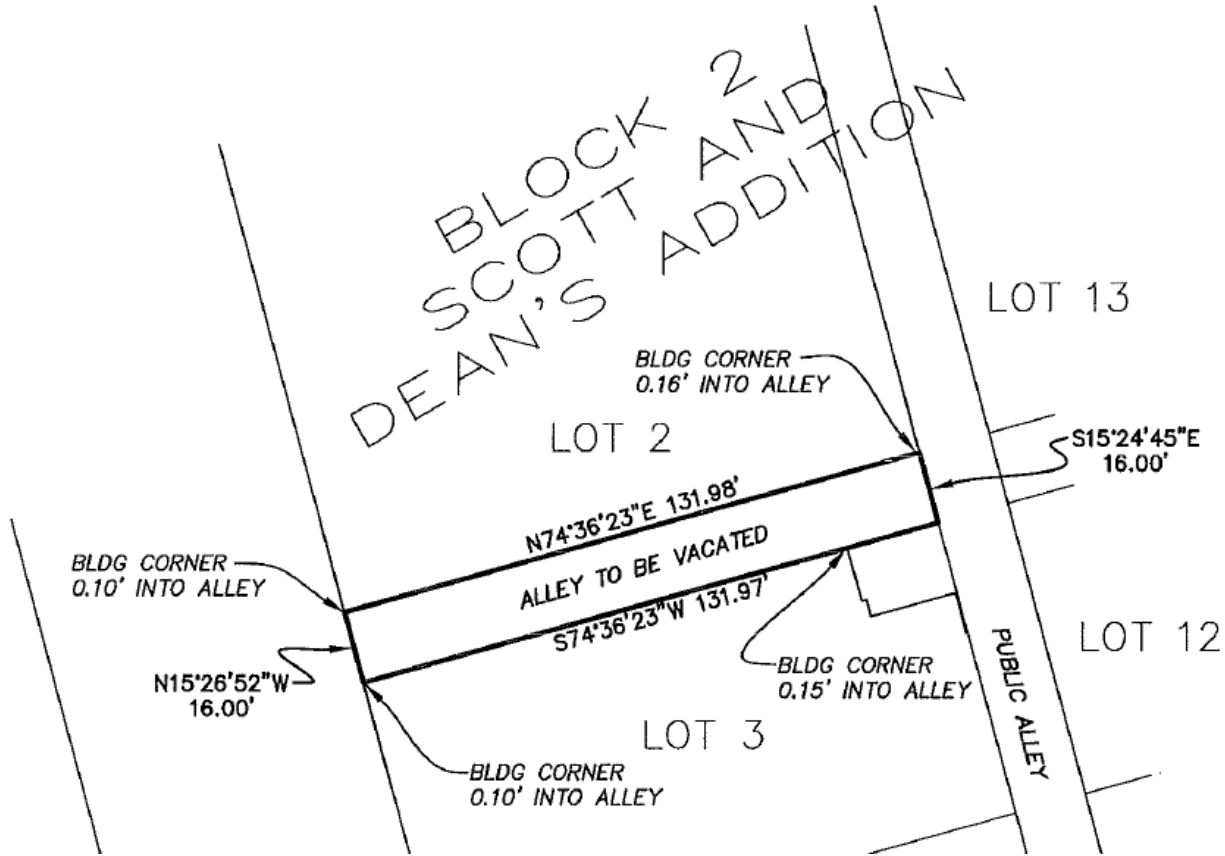 BLOCK 2
SCOTT AND
DEAN'S ADDITION
LOT 13
BLDG CORNER
0.16' INTO ALLEY
LOT 2
S15°24'45"E
16.00'
N74°36'23"E 131.98'
BLDG CORNER
0.10' INTO ALLEY
ALLEY TO BE VACATED
S74°36'23"W 131.97'
N15°26'52"W
16.00'
BLDG CORNER
0.15' INTO ALLEY
LOT 12
PUBLIC ALLEY
LOT 3
BLDG CORNER
0.10' INTO ALLEY